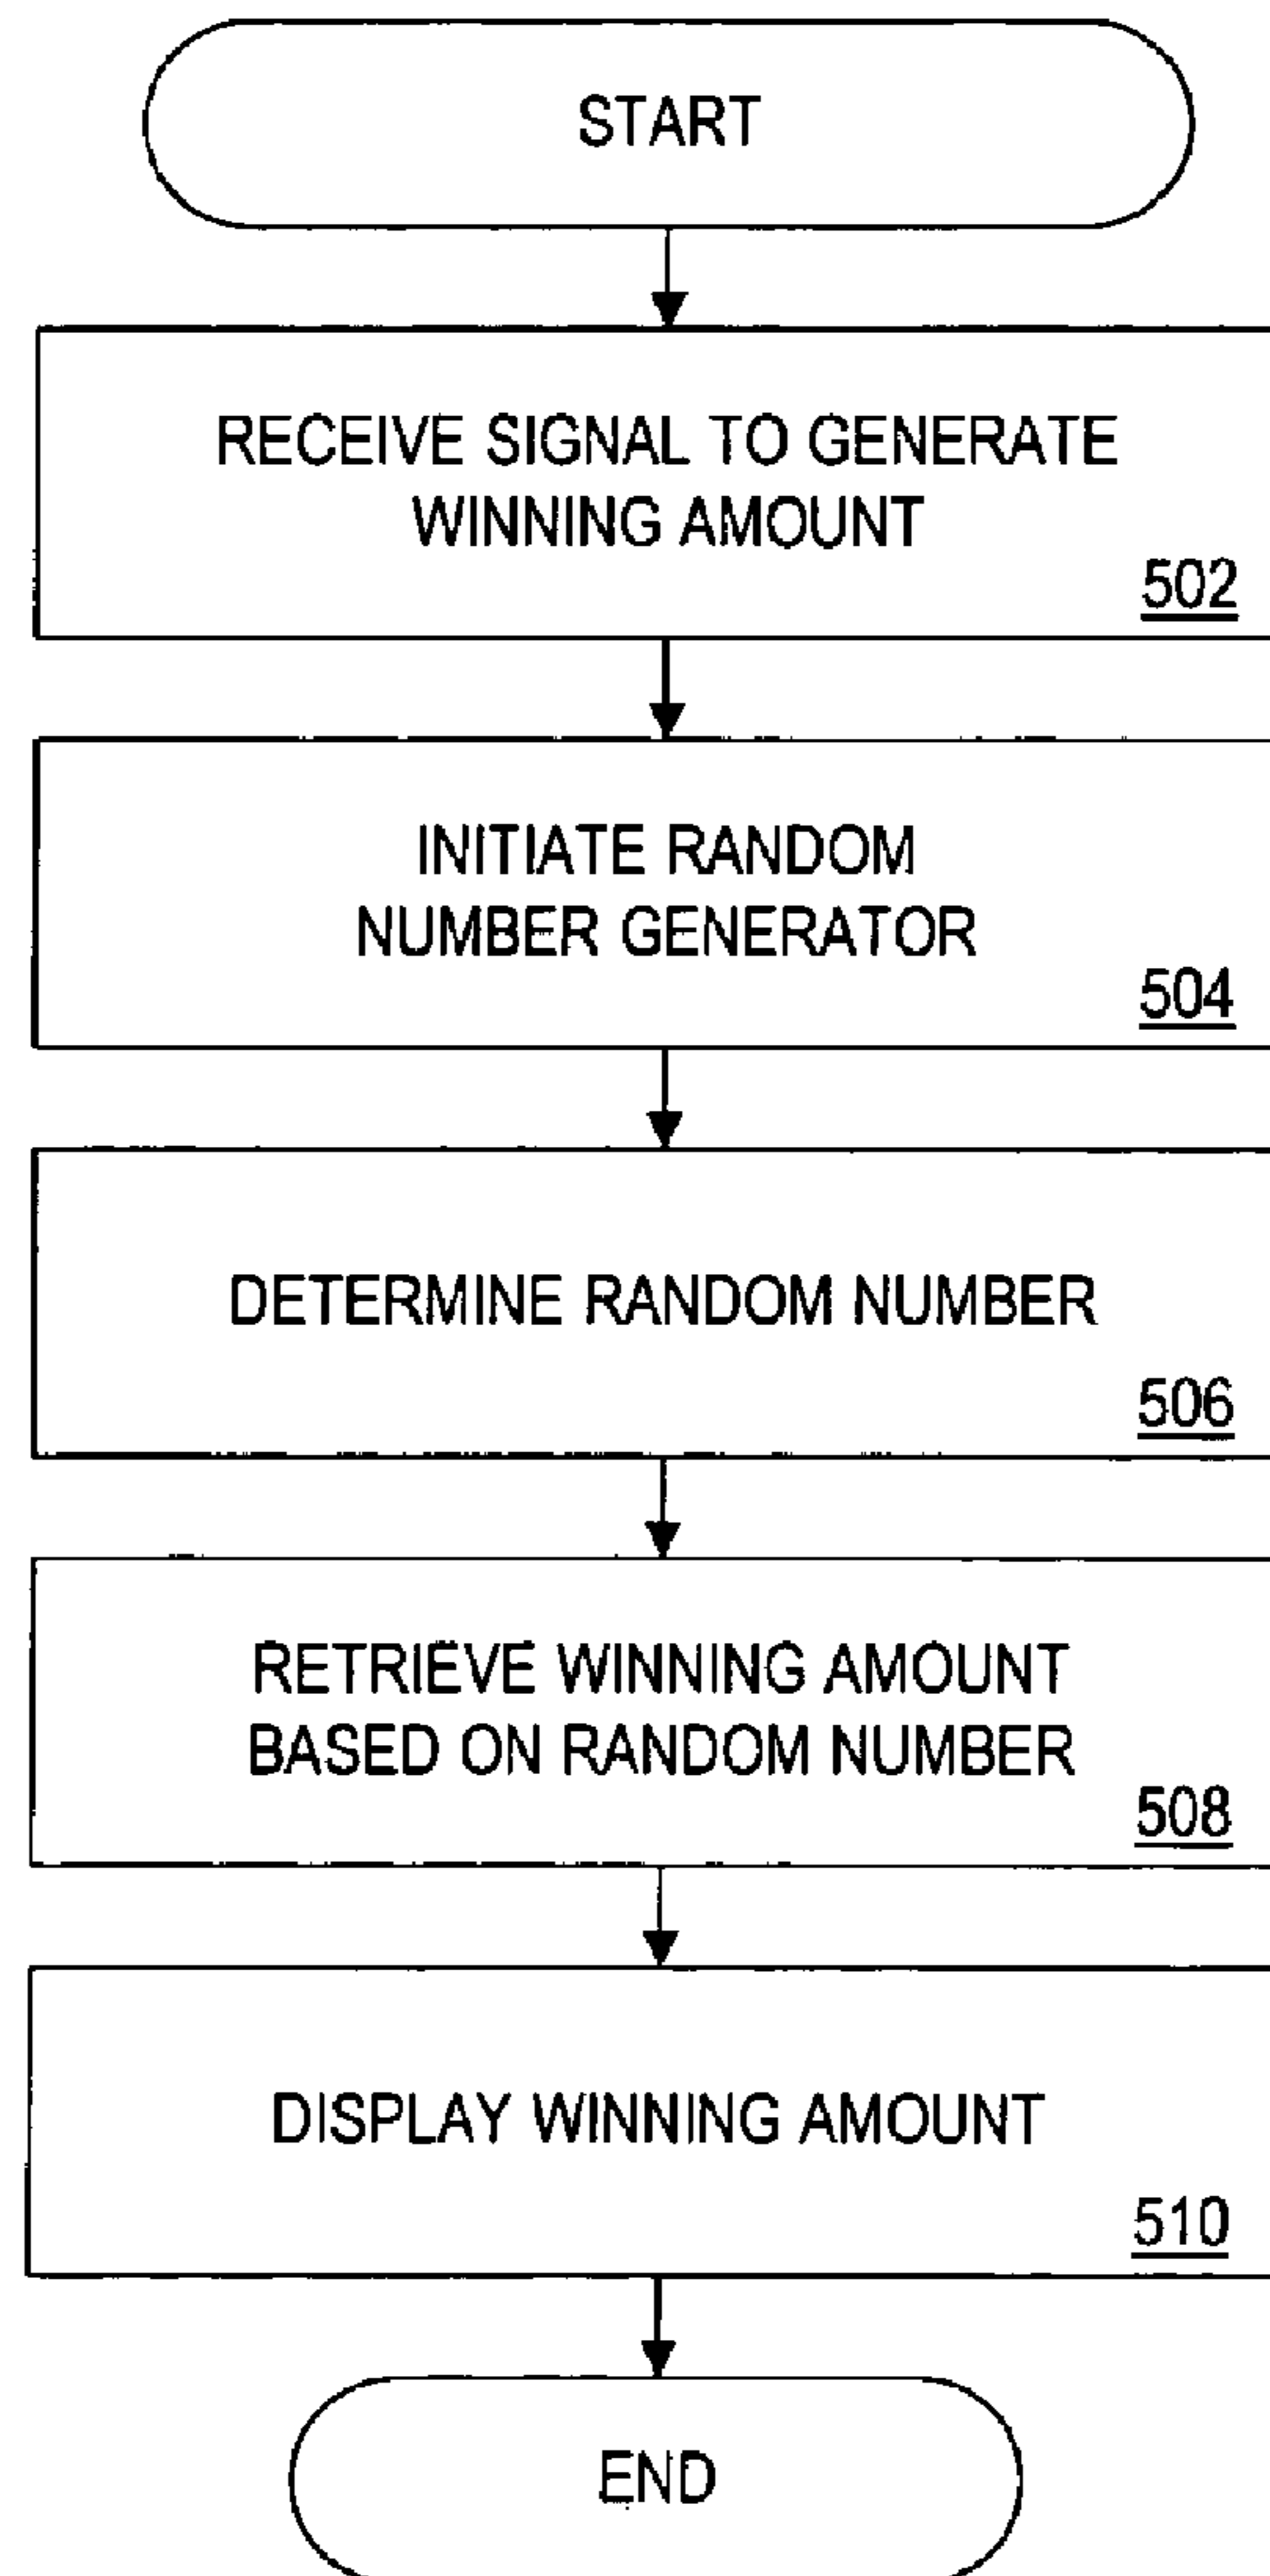 START
RECEIVE SIGNAL TO GENERATE
WINNING AMOUNT
502
INITIATE RANDOM
NUMBER GENERATOR
504
DETERMINE RANDOM NUMBER
506
RETRIEVE WINNING AMOUNT
BASED ON RANDOM NUMBER
508
DISPLAY WINNING AMOUNT
510
END